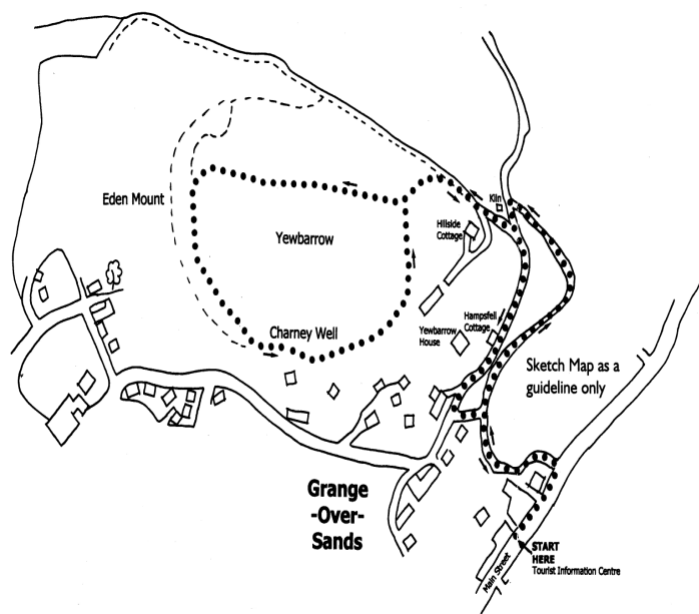 Eden Mount
Yewbarrow
Kiln
Hillside
Cottage
Charney Well
Yewbarrow
House
Hampsfell
Cottage
Sketch Map as a
guideline only
Grange
-Over-
Sands
Main Street
START
HERE
Tourist Information Centre